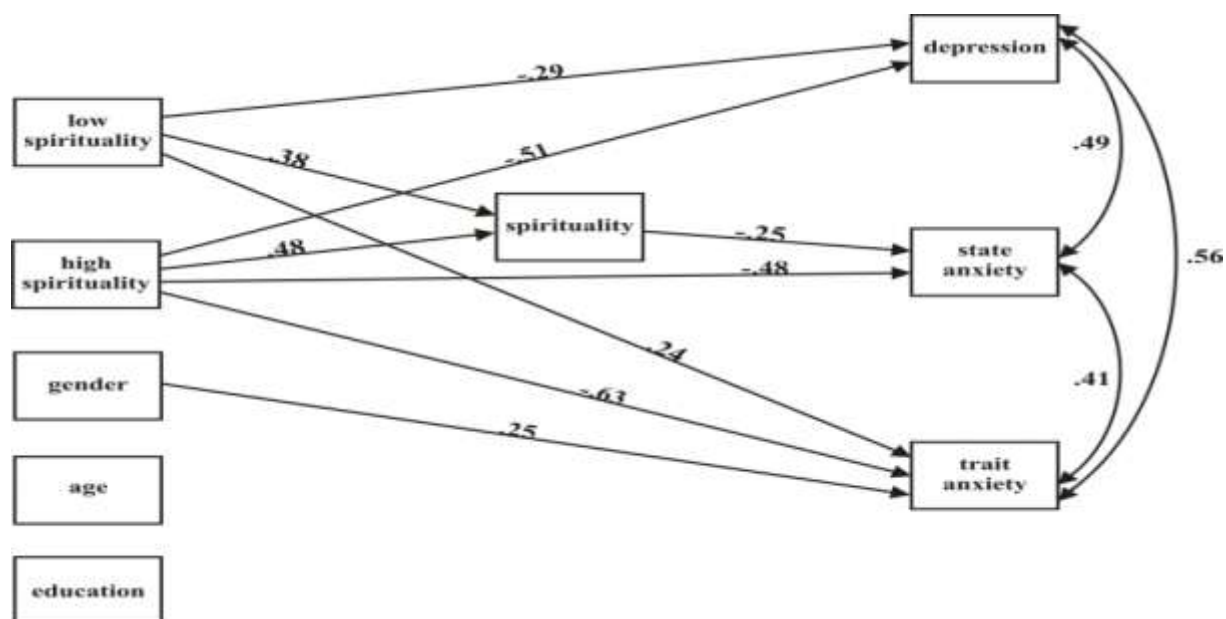 depression
-.29
low
spirituality
.38
-.51
.49
spirituality
.48
-.25
high
spirituality
-.48
state
anxiety
.56
.24
gender
-.63
.41
.25
trait
anxiety
age
education